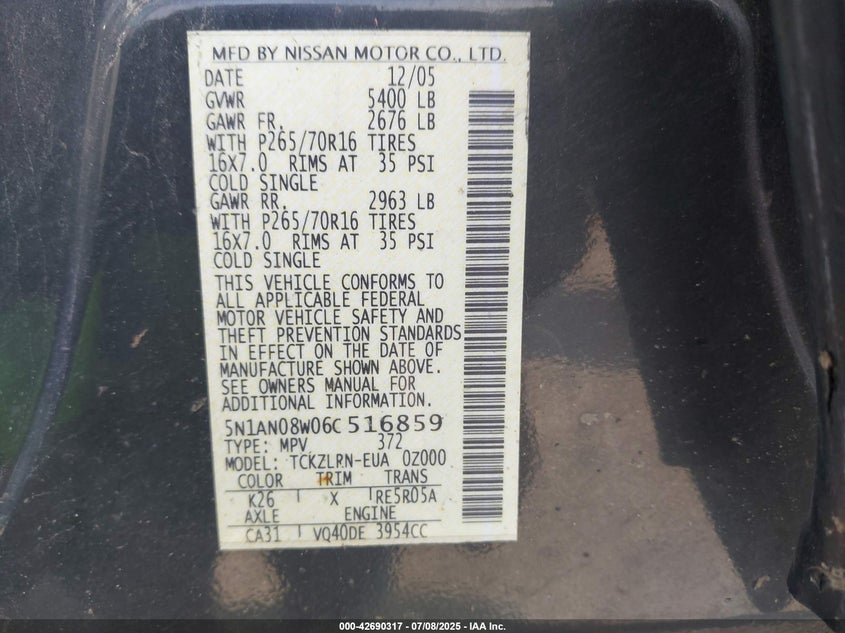 MFD BY NISSAN MOTOR CO., LTD.
DATE 12/05
GVWR 5400 LB
GAWR FR. 2676 LB
WITH P265/70R16 TIRES
16X7.0 RIMS AT 35 PSI
COLD SINGLE
GAWR RR. 2963 LB
WITH P265/70R16 TIRES
16X7.0 RIMS AT 35 PSI
COLD SINGLE
THIS VEHICLE CONFORMS TO
ALL APPLICABLE FEDERAL
MOTOR VEHICLE SAFETY AND
THEFT PREVENTION STANDARDS
IN EFFECT ON THE DATE OF
MANUFACTURE SHOWN ABOVE.
SEE OWNERS MANUAL FOR
ADDITIONAL INFORMATION.
5N1AN08W06C516859
TYPE: MPV 372
MODEL: TCKZLRN-EUA 0Z000
COLOR TRIM TRANS
K26 X RE5R05A
AXLE ENGINE
CA31 VQ40DE 3954CC
000-42690317 - 07/08/2025 - IAA Inc.